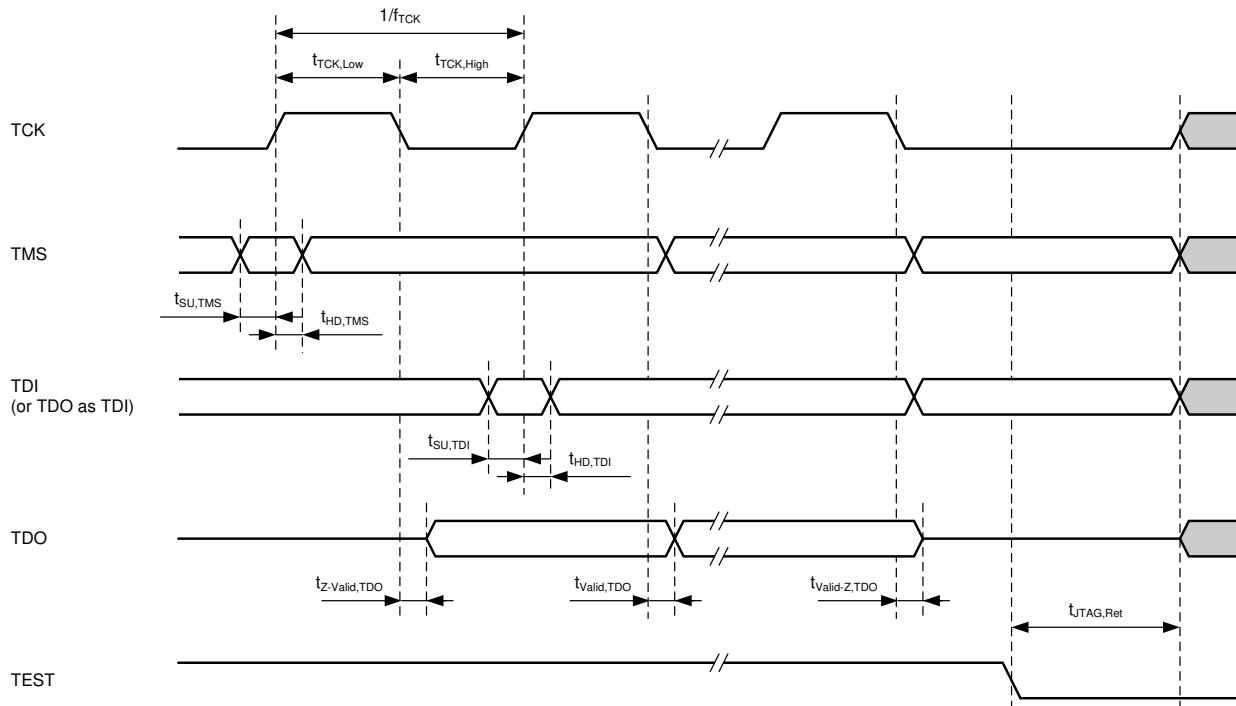 1/fTCK
tTCK,Low
tTCK,High
TCK
TMS
tSU,TMS
tHD,TMS
TDI
(or TDO as TDI)
tSU,TDI
tHD,TDI
TDO
tZ-Valid,TDO
tValid,TDO
tValid-Z,TDO
tJTAG,Ret
TEST